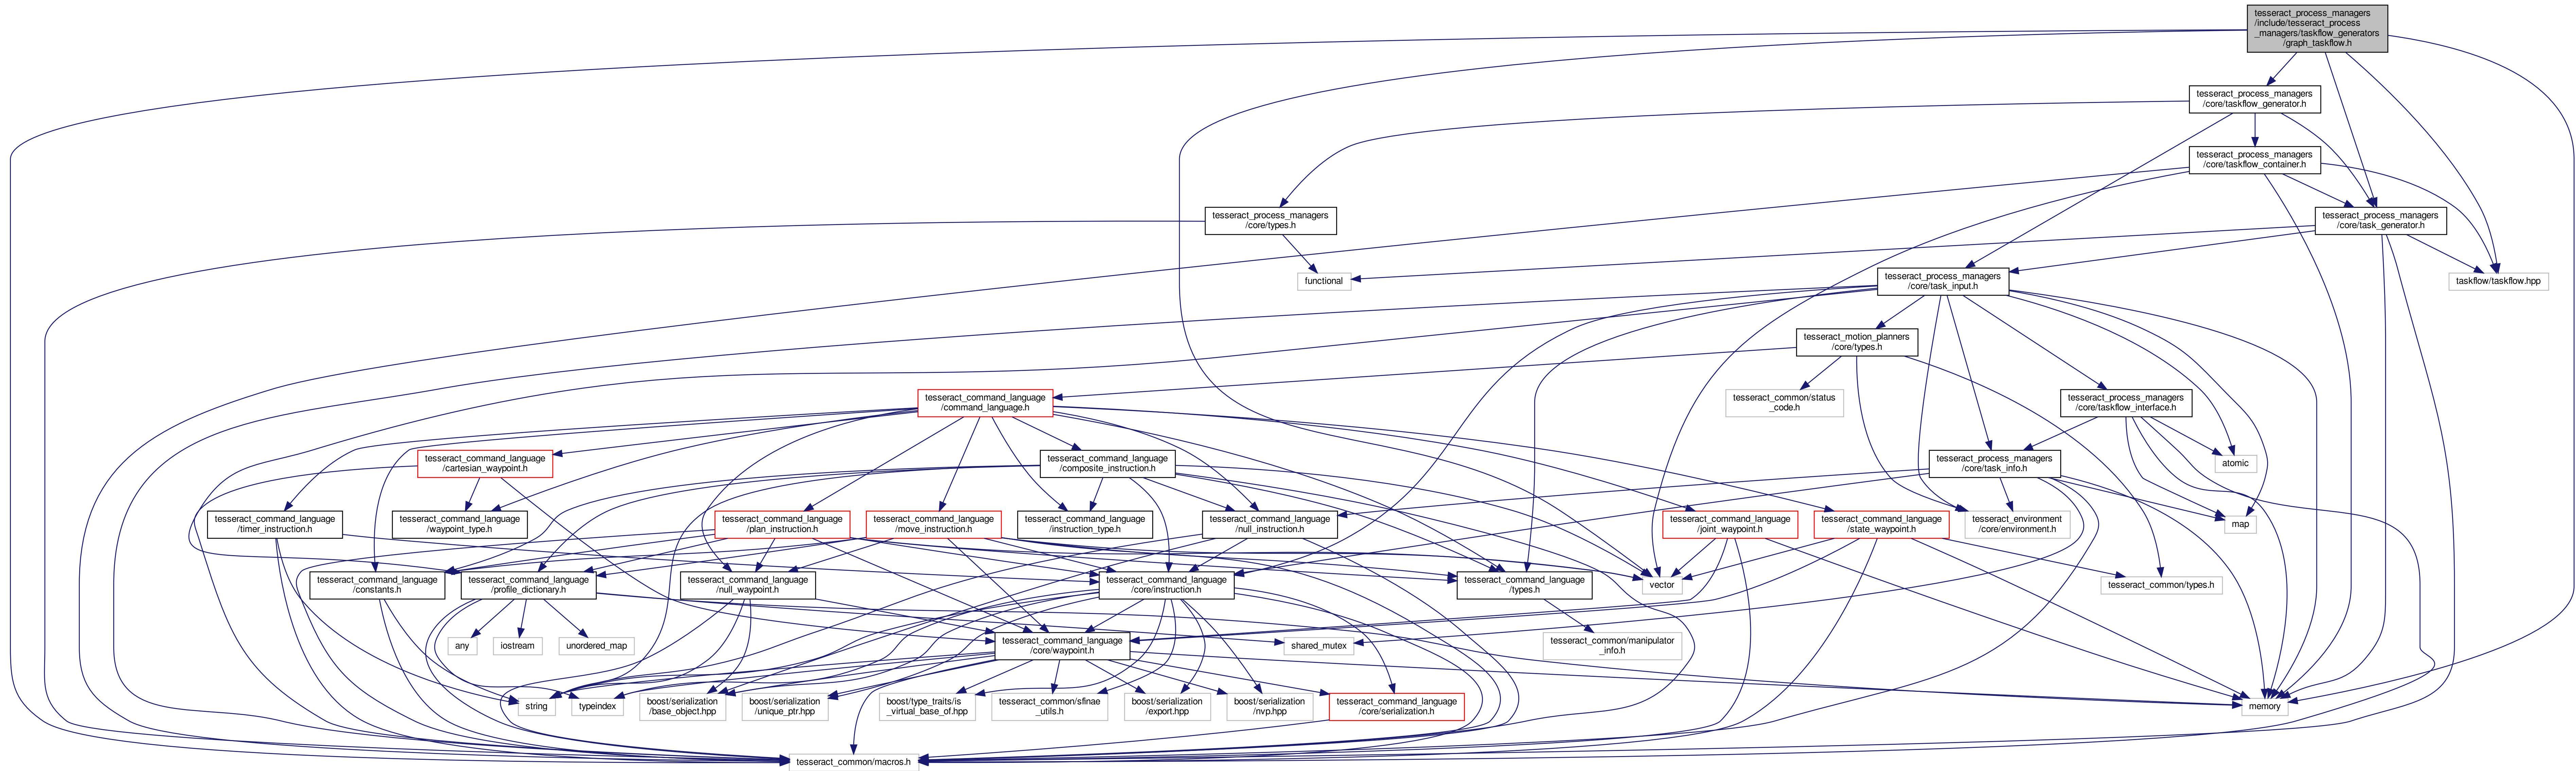 tesseract_process_managers
/include/tesseract_process
_managers/taskflow_generators
/graph_taskflow.h
tesseract_process_managers
/core/taskflow_generator.h
tesseract_process_managers
/core/taskflow_container.h
tesseract_process_managers
/core/types.h
tesseract_process_managers
/core/task_generator.h
functional
tesseract_process_managers
/core/task_input.h
taskflow/taskflow.hpp
tesseract_motion_planners
/core/types.h
tesseract_command_language
/command_language.h
tesseract_common/status
_code.h
tesseract_process_managers
/core/taskflow_interface.h
tesseract_command_language
/cartesian_waypoint.h
tesseract_command_language
/composite_instruction.h
tesseract_process_managers
/core/task_info.h
atomic
tesseract_command_language
/timer_instruction.h
tesseract_command_language
/waypoint_type.h
tesseract_command_language
/plan_instruction.h
tesseract_command_language
/move_instruction.h
tesseract_command_language
/instruction_type.h
tesseract_command_language
/null_instruction.h
tesseract_command_language
/joint_waypoint.h
tesseract_command_language
/state_waypoint.h
tesseract_environment
/core/environment.h
map
tesseract_command_language
/constants.h
tesseract_command_language
/profile_dictionary.h
tesseract_command_language
/null_waypoint.h
tesseract_command_language
/core/instruction.h
tesseract_command_language
/types.h
vector
tesseract_common/types.h
any
iostream
unordered_map
tesseract_command_language
/core/waypoint.h
shared_mutex
tesseract_common/manipulator
_info.h
string
typeindex
boost/serialization
/base_object.hpp
boost/serialization
/unique_ptr.hpp
boost/type_traits/is
_virtual_base_of.hpp
tesseract_common/sfinae
_utils.h
boost/serialization
/export.hpp
boost/serialization
/nvp.hpp
tesseract_command_language
/core/serialization.h
memory
tesseract_common/macros.h